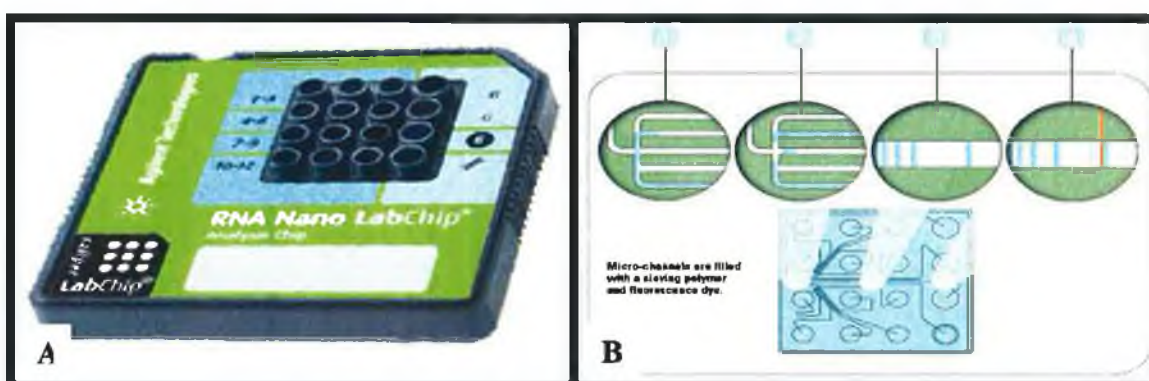 Agilent Technologies
1-3
4-6
7-9
10-12
RNA Nano LabChip®
Analysis Chip
Caliper
LabChip®
A
Micro-channels are filled
with a sieving polymer
and fluorescence dye.
B